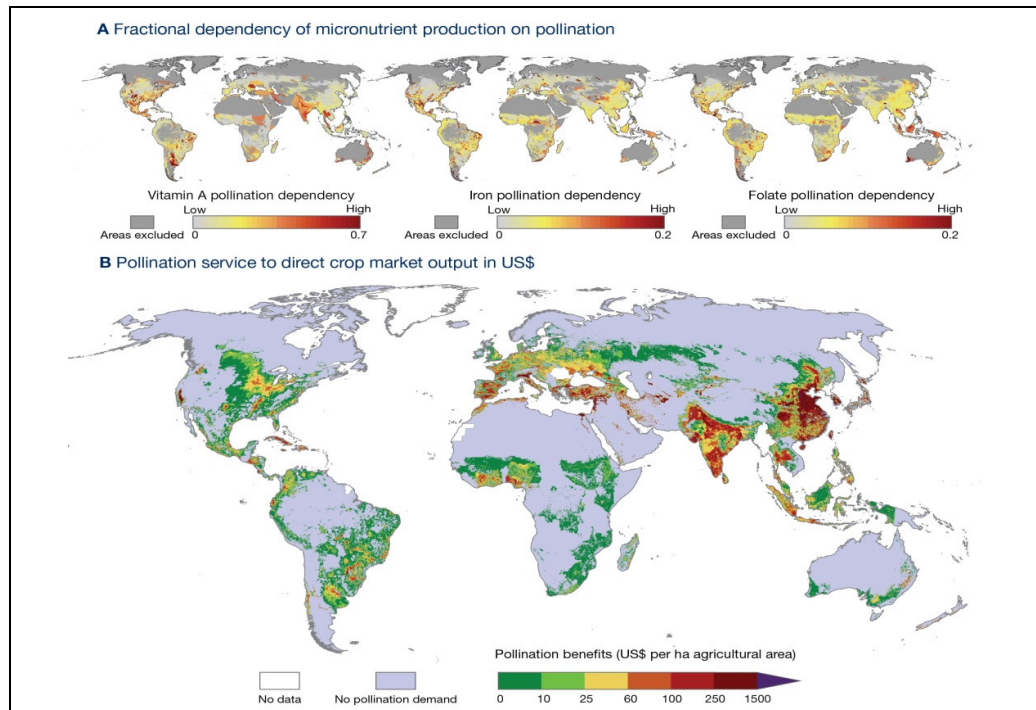 A Fractional dependency of micronutrient production on pollination
Vitamin A pollination dependency
Iron pollination dependency
Folate pollination dependency
Low High
Low High
Low High
Areas excluded 0 0.7
Areas excluded 0 0.2
Areas excluded 0 0.2
B Pollination service to direct crop market output in US$
Pollination benefits (US$ per ha agricultural area)
No data
No pollination demand
0 10 25 60 100 250 1500